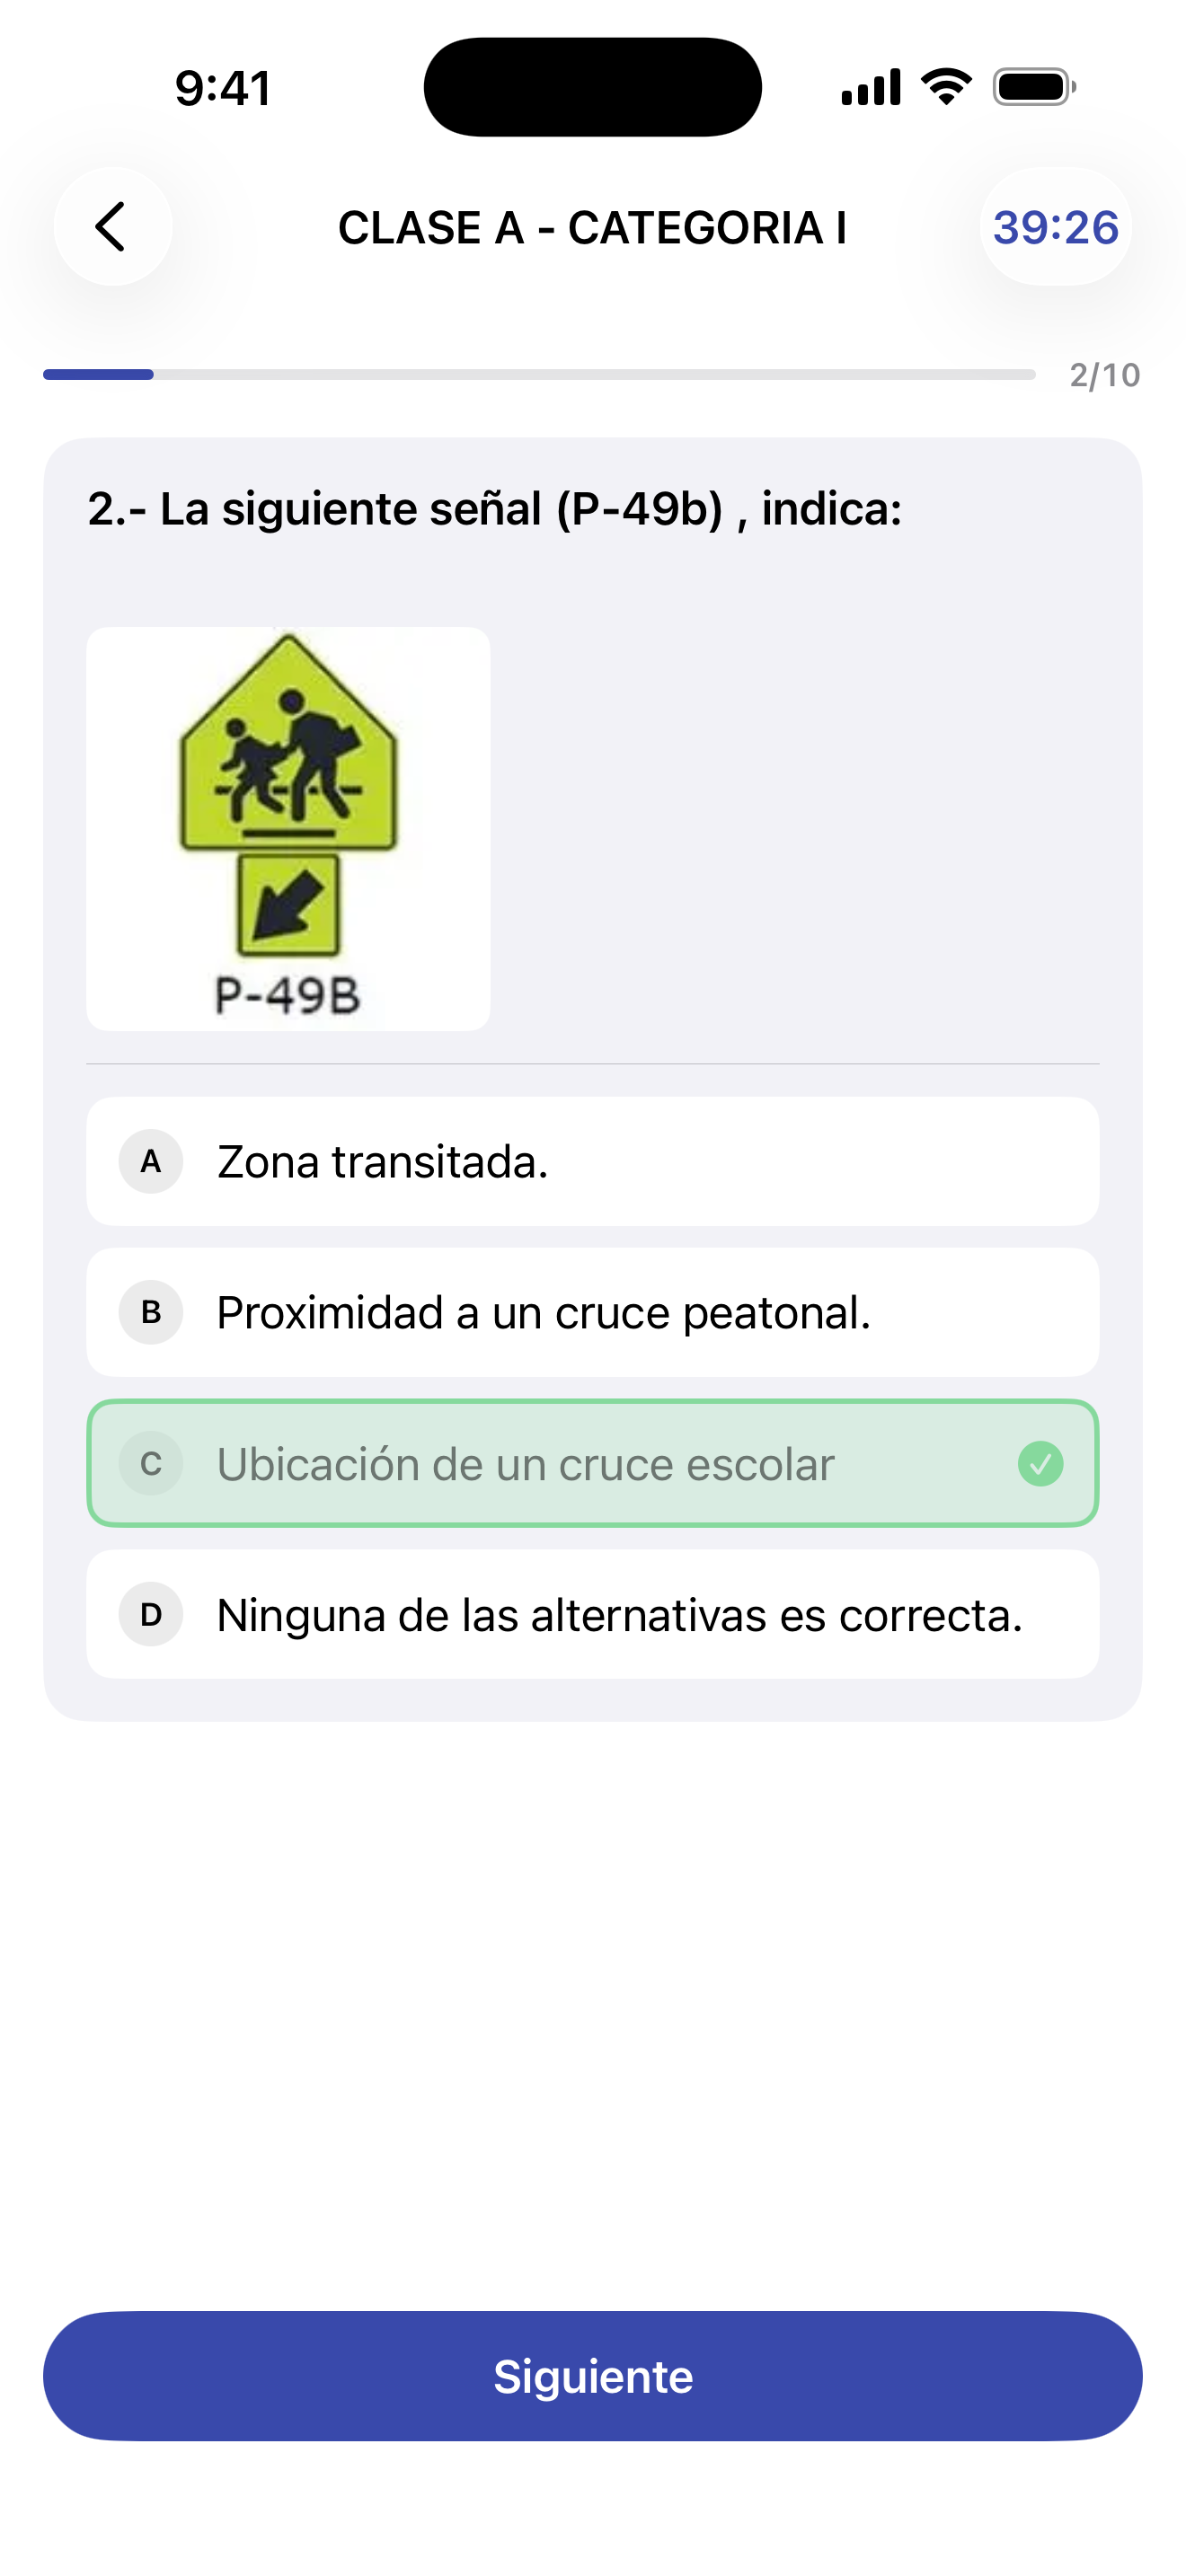 9:41
CLASE A - CATEGORIA I
39:26
2/10
2.- La siguiente señal (P-49b) , indica:
P-49B
A Zona transitada.
B Proximidad a un cruce peatonal.
C Ubicación de un cruce escolar
D Ninguna de las alternativas es correcta.
Siguiente